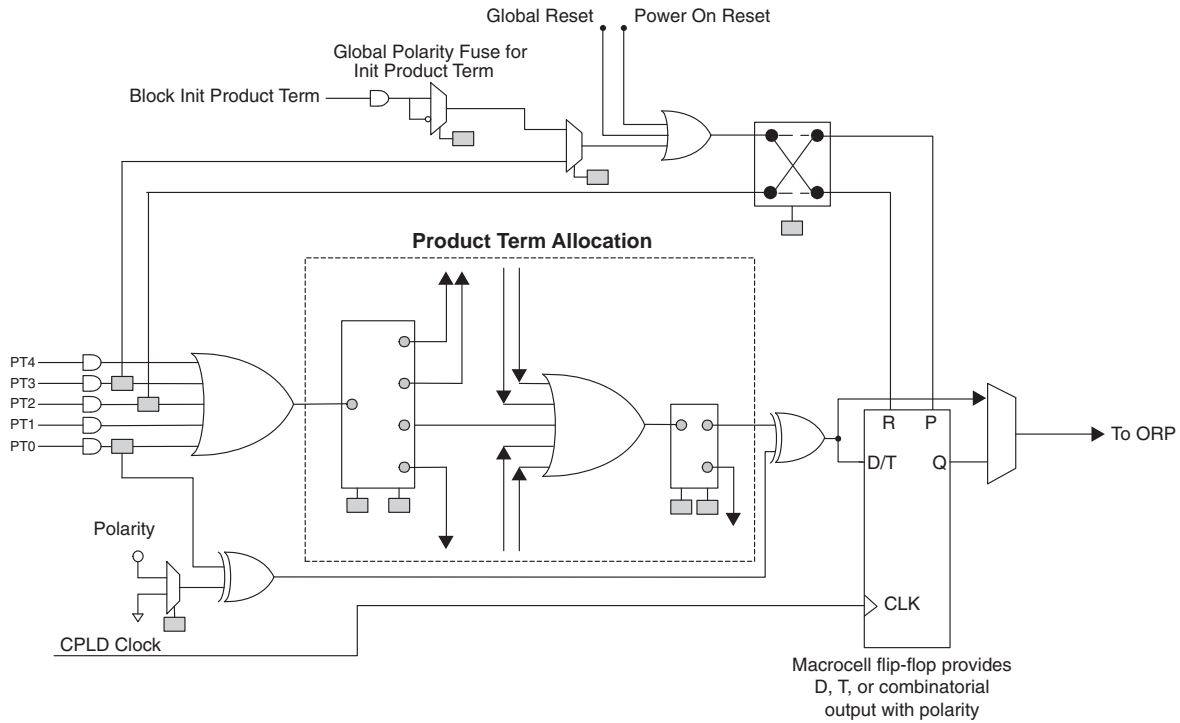 Global Reset
Power On Reset
Global Polarity Fuse for
Init Product Term
Block Init Product Term
Product Term Allocation
PT4
PT3
PT2
PT1
PT0
R
P
To ORP
D/T
Q
Polarity
CLK
CPLD Clock
Macrocell flip-flop provides
D, T, or combinatorial
output with polarity